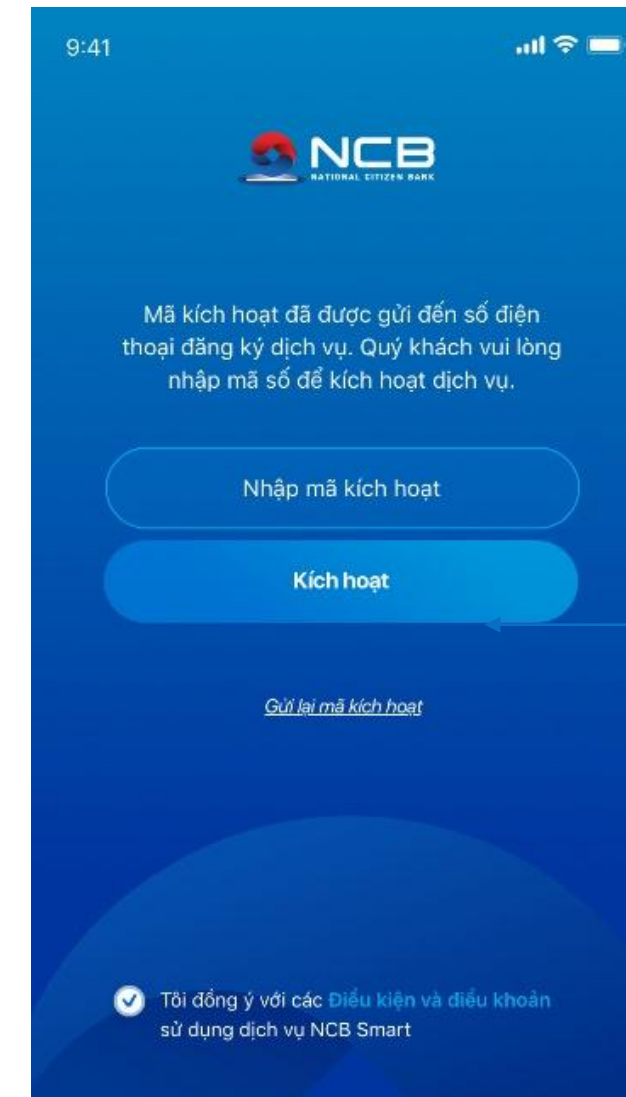 9:41
NCB
NATIONAL CITIZEN BANK
Mã kích hoạt đã được gửi đến số điện
thoại đăng ký dịch vụ. Quý khách vui lòng
nhập mã số để kích hoạt dịch vụ.
Nhập mã kích hoạt
Kích hoạt
Gửi lại mã kích hoạt
Tôi đồng ý với các Điều kiện và điều khoản
sử dụng dịch vụ NCB Smart